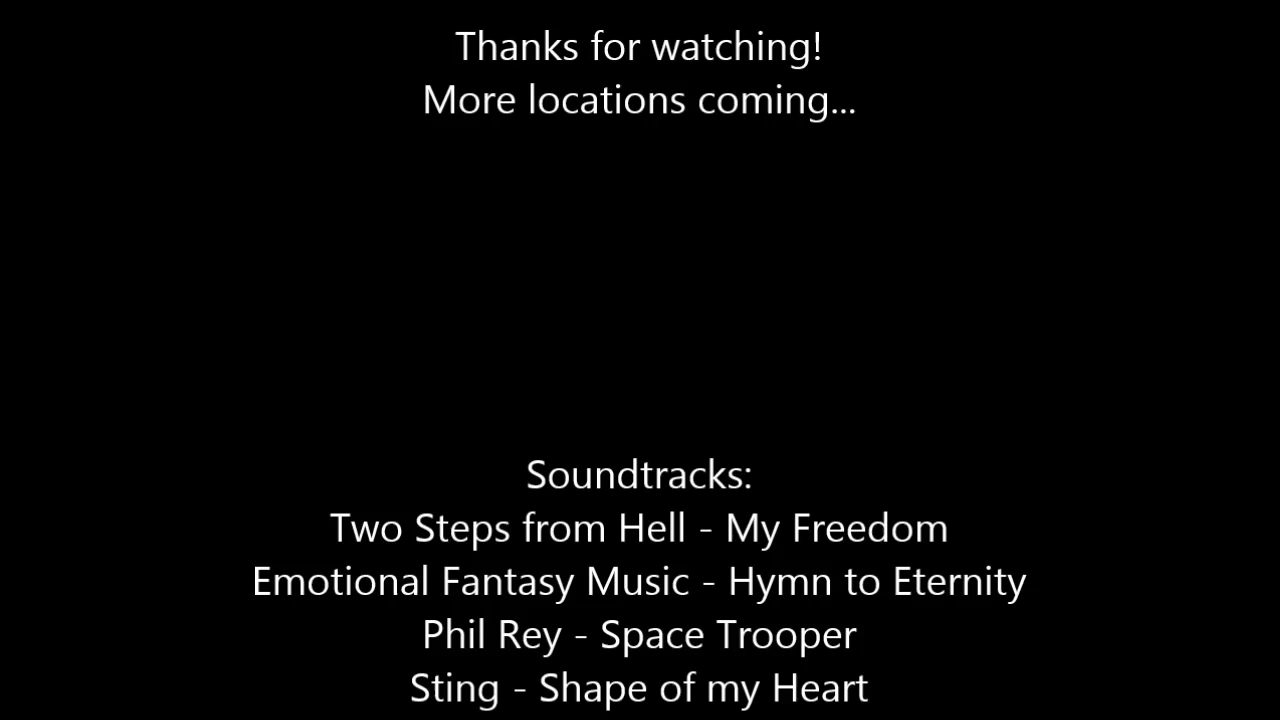 Thanks for watching!
More locations coming...
Soundtracks:
Two Steps from Hell - My Freedom
Emotional Fantasy Music - Hymn to Eternity
Phil Rey - Space Trooper
Sting - Shape of my Heart